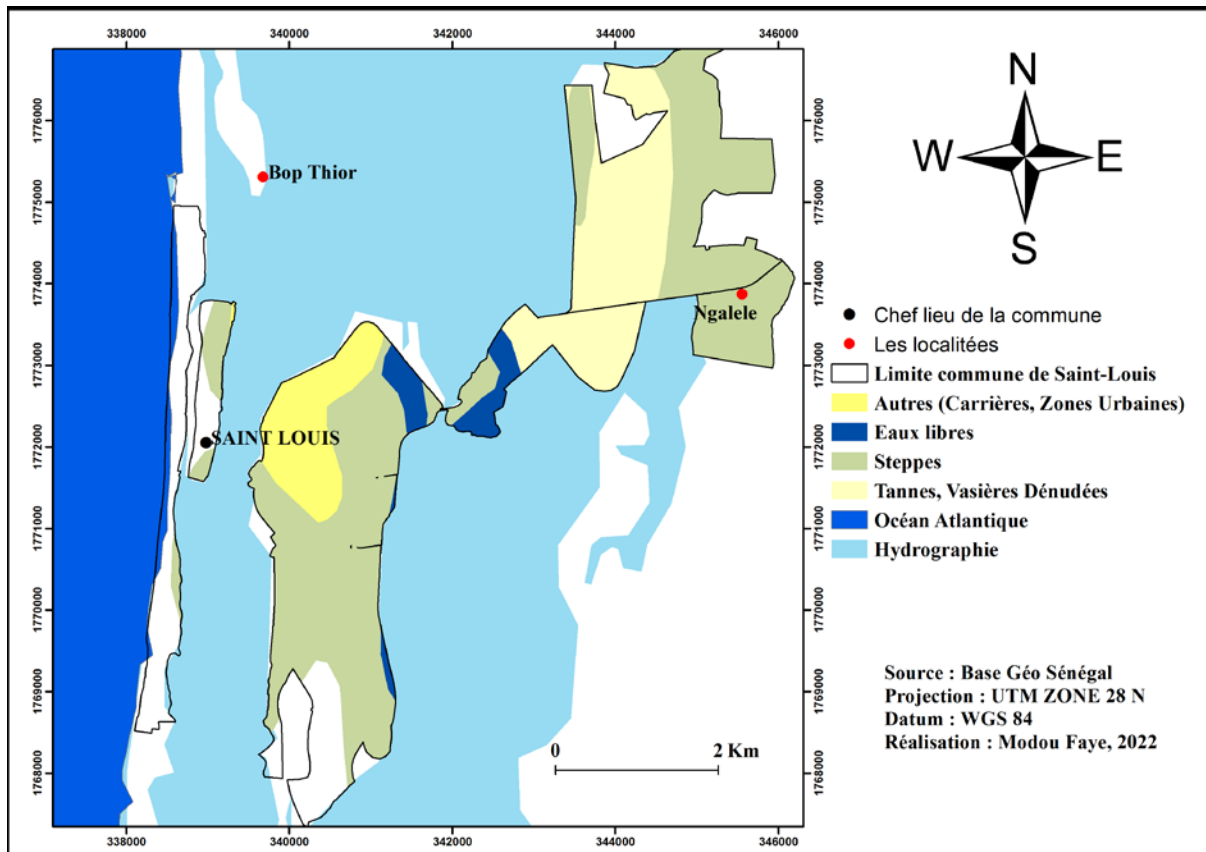 338000 340000 342000 344000 346000
1776000
1775000
1774000
1773000
1772000
1771000
1770000
1769000
1768000
Bop Thior
Ngalele
SAINT LOUIS
0 2 Km
1776000
1775000
1774000
1773000
1772000
1771000
1770000
1769000
1768000
338000 340000 342000 344000 346000
N
W E
S
Chef lieu de la commune
Les localitées
Limite commune de Saint-Louis
Autres (Carrières, Zones Urbaines)
Eaux libres
Steppes
Tannes, Vasières Dénudées
Océan Atlantique
Hydrographie
Source : Base Géo Sénégal
Projection : UTM ZONE 28 N
Datum : WGS 84
Réalisation : Modou Faye, 2022